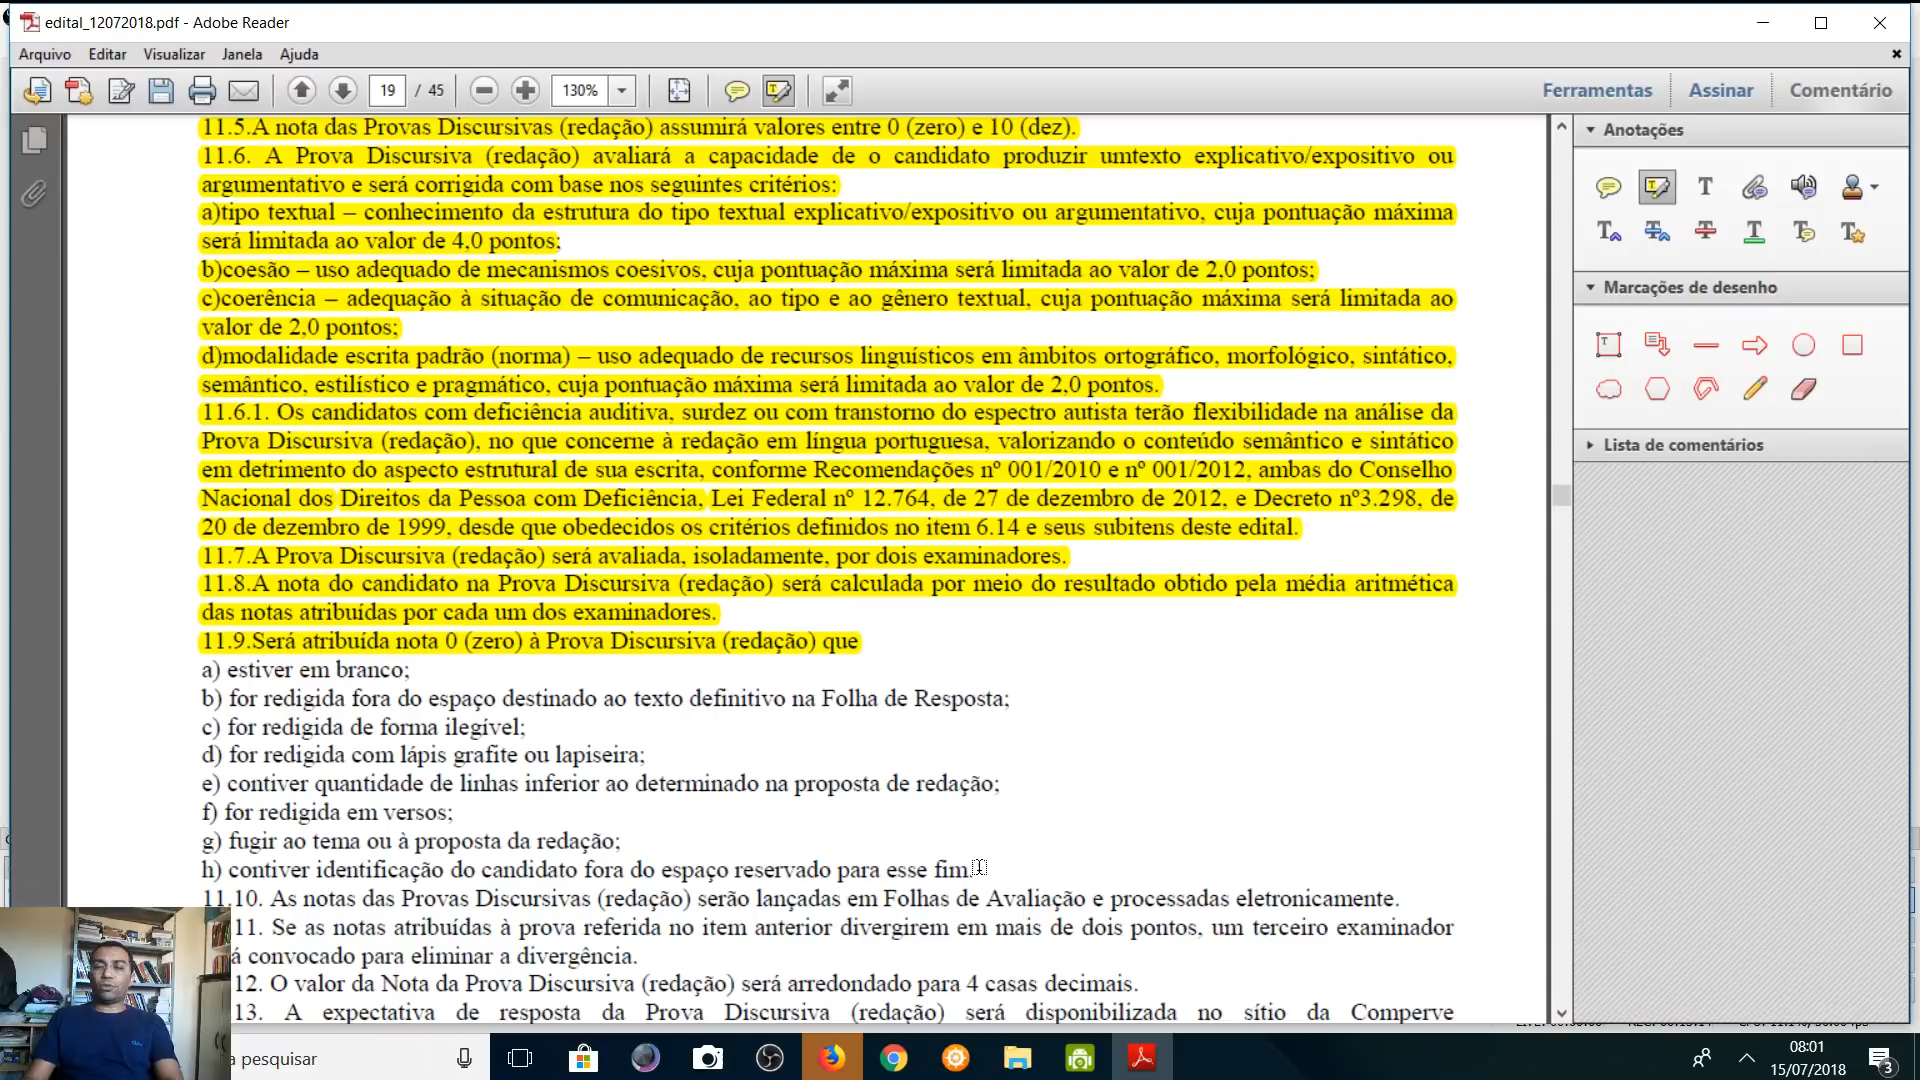 edital_12072018.pdf - Adobe Reader
Arquivo Editar Visualizar Janela Ajuda
19 / 45 130% Ferramentas Assinar Comentário
11.5.A nota das Provas Discursivas (redação) assumirá valores entre 0 (zero) e 10 (dez).
11.6. A Prova Discursiva (redação) avaliará a capacidade de o candidato produzir umtexto explicativo/expositivo ou
argumentativo e será corrigida com base nos seguintes critérios:
a)tipo textual – conhecimento da estrutura do tipo textual explicativo/expositivo ou argumentativo, cuja pontuação máxima
será limitada ao valor de 4,0 pontos;
b)coesão – uso adequado de mecanismos coesivos, cuja pontuação máxima será limitada ao valor de 2,0 pontos;
c)coerência – adequação à situação de comunicação, ao tipo e ao gênero textual, cuja pontuação máxima será limitada ao
valor de 2,0 pontos;
d)modalidade escrita padrão (norma) – uso adequado de recursos linguísticos em âmbitos ortográfico, morfológico, sintático,
semântico, estilístico e pragmático, cuja pontuação máxima será limitada ao valor de 2,0 pontos.
11.6.1. Os candidatos com deficiência auditiva, surdez ou com transtorno do espectro autista terão flexibilidade na análise da
Prova Discursiva (redação), no que concerne à redação em língua portuguesa, valorizando o conteúdo semântico e sintático
em detrimento do aspecto estrutural de sua escrita, conforme Recomendações nº 001/2010 e nº 001/2012, ambas do Conselho
Nacional dos Direitos da Pessoa com Deficiência, Lei Federal nº 12.764, de 27 de dezembro de 2012, e Decreto nº3.298, de
20 de dezembro de 1999, desde que obedecidos os critérios definidos no item 6.14 e seus subitens deste edital.
11.7.A Prova Discursiva (redação) será avaliada, isoladamente, por dois examinadores.
11.8.A nota do candidato na Prova Discursiva (redação) será calculada por meio do resultado obtido pela média aritmética
das notas atribuídas por cada um dos examinadores.
11.9.Será atribuída nota 0 (zero) à Prova Discursiva (redação) que
a) estiver em branco;
b) for redigida fora do espaço destinado ao texto definitivo na Folha de Resposta;
c) for redigida de forma ilegível;
d) for redigida com lápis grafite ou lapiseira;
e) contiver quantidade de linhas inferior ao determinado na proposta de redação;
f) for redigida em versos;
g) fugir ao tema ou à proposta da redação;
h) contiver identificação do candidato fora do espaço reservado para esse fim.
11.10. As notas das Provas Discursivas (redação) serão lançadas em Folhas de Avaliação e processadas eletronicamente.
11. Se as notas atribuídas à prova referida no item anterior divergirem em mais de dois pontos, um terceiro examinador
á convocado para eliminar a divergência.
12. O valor da Nota da Prova Discursiva (redação) será arredondado para 4 casas decimais.
13. A expectativa de resposta da Prova Discursiva (redação) será disponibilizada no sítio da Comperve
Anotações
Marcações de desenho
Lista de comentários
a pesquisar
08:01
15/07/2018
3